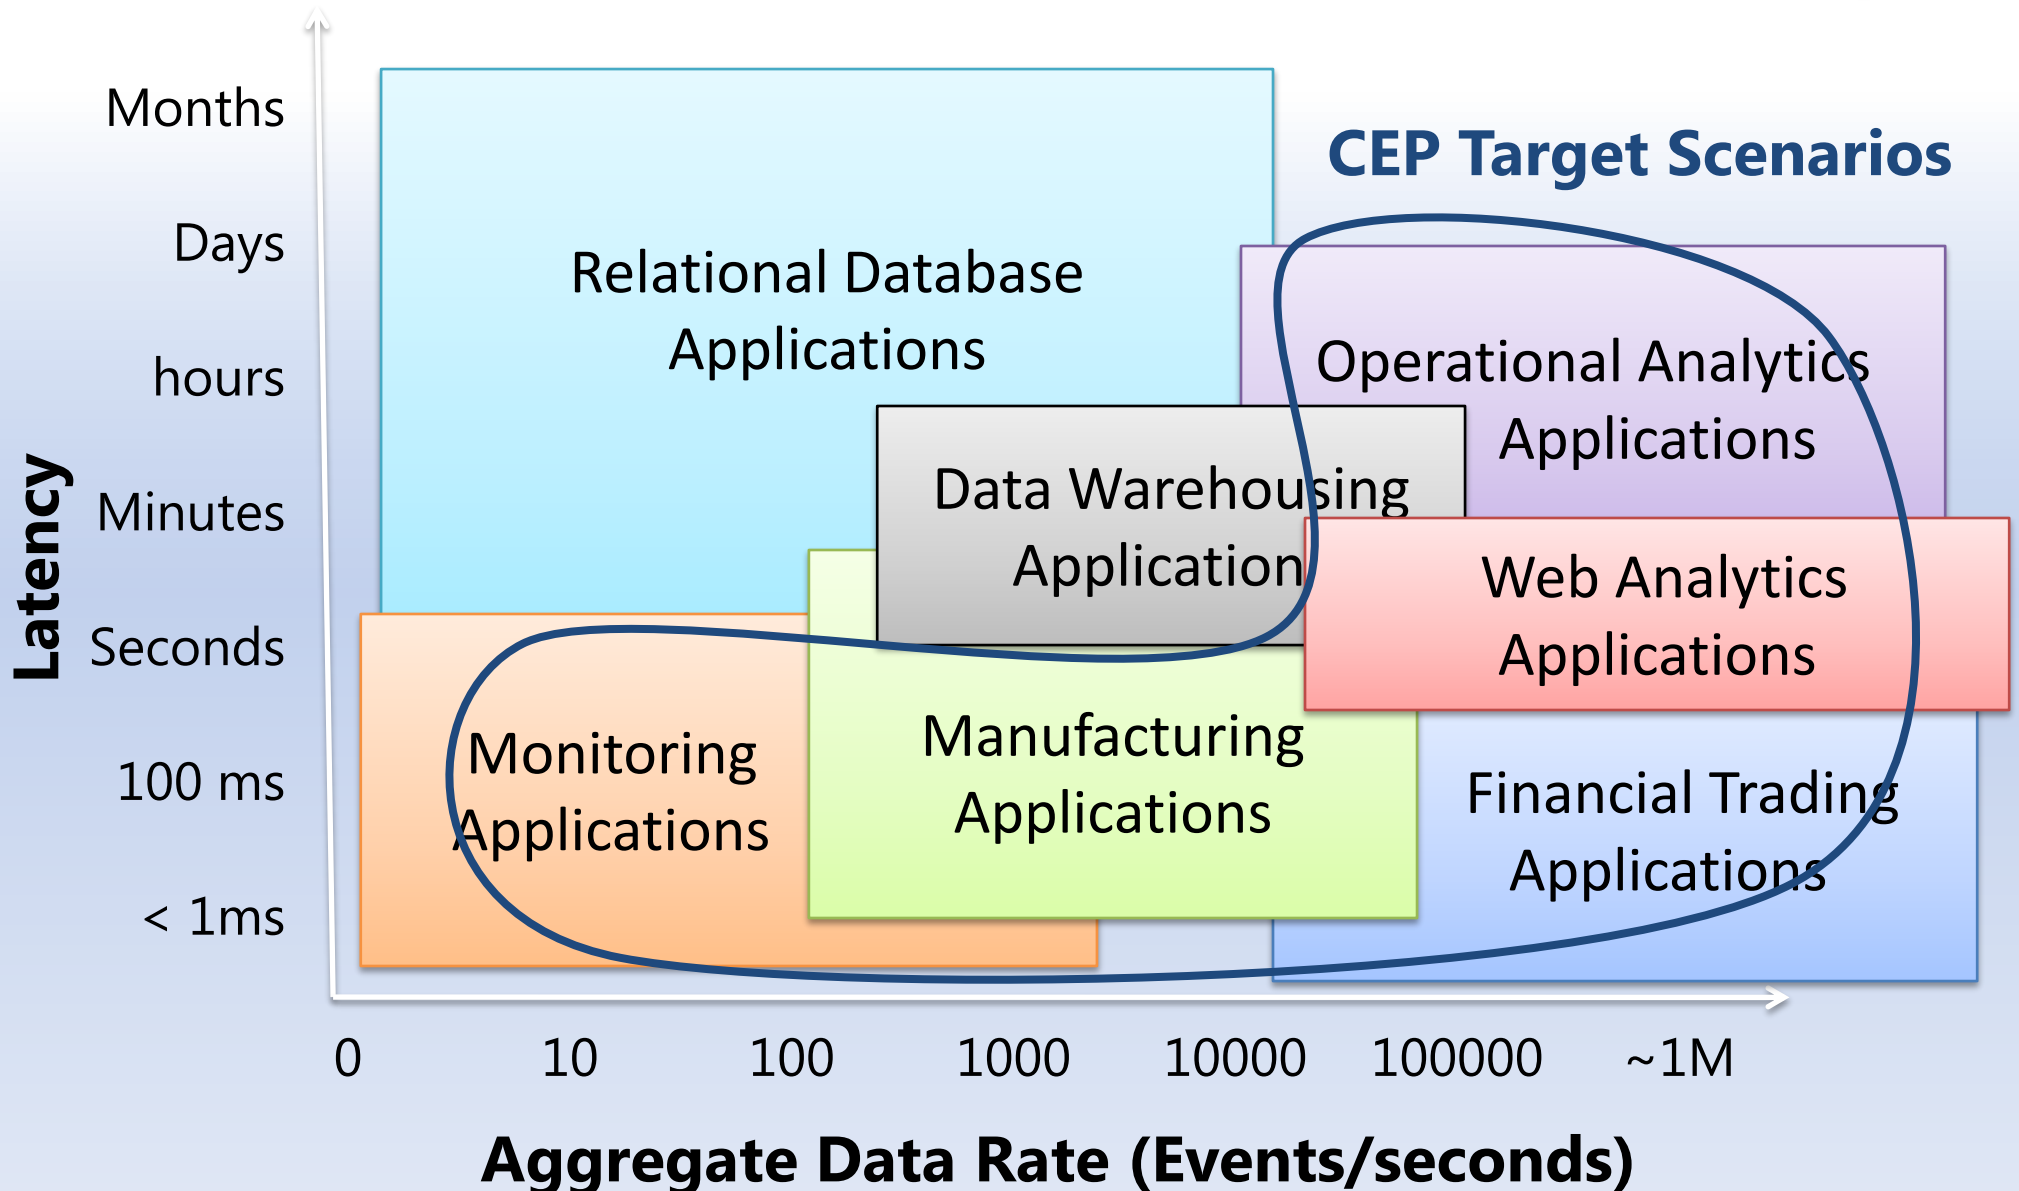 Months
Days
hours
Minutes
Seconds
100 ms
< 1ms
Latency
CEP Target Scenarios
Relational Database
Applications
Operational Analytics
Applications
Data Warehousing
Application
Web Analytics
Applications
Monitoring
Applications
Manufacturing
Applications
Financial Trading
Applications
0 10 100 1000 10000 100000 ~1M
Aggregate Data Rate (Events/seconds)